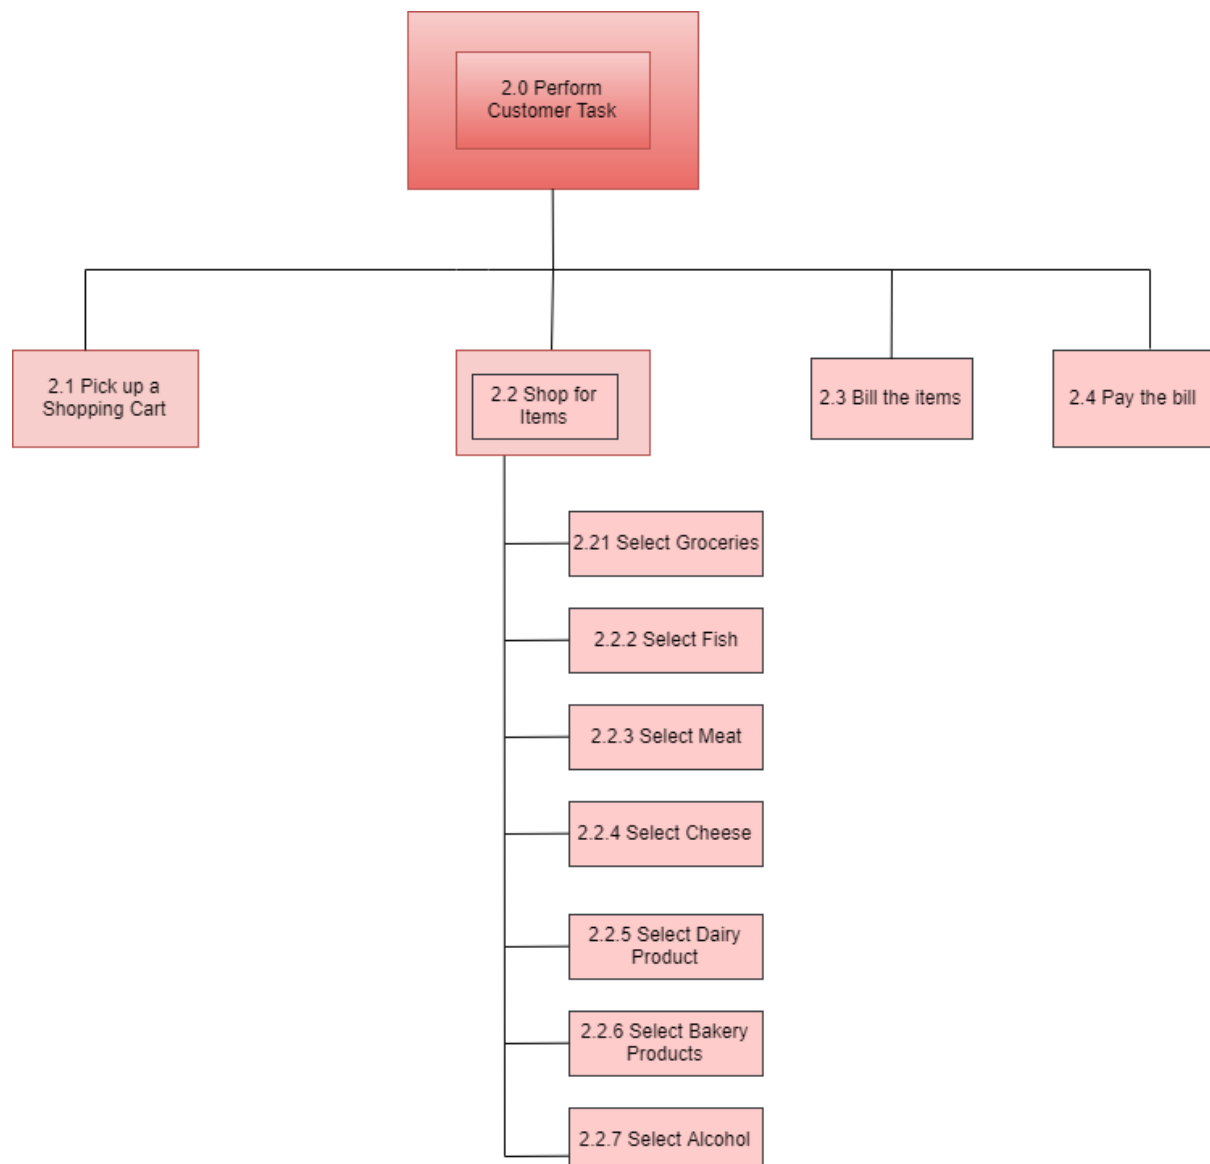 2.0 Perform
Customer Task
2.1 Pick up a
Shopping Cart
2.2 Shop for
Items
2.3 Bill the items
2.4 Pay the bill
2.21 Select Groceries
2.2.2 Select Fish
2.2.3 Select Meat
2.2.4 Select Cheese
2.2.5 Select Dairy
Product
2.2.6 Select Bakery
Products
2.2.7 Select Alcohol